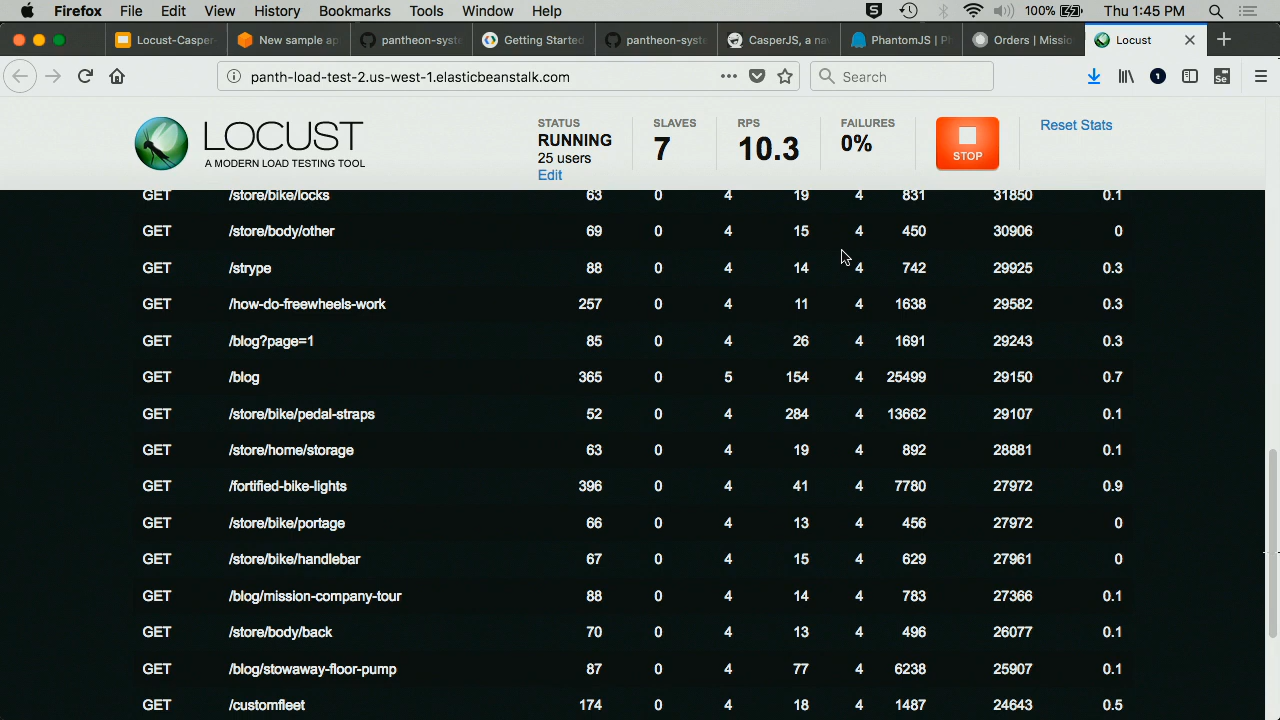 Firefox File Edit View History Bookmarks Tools Window Help 100% Thu 1:45 PM
Locust-Casper- New sample ap pantheon-syste Getting Started pantheon-syste CasperJS, a na PhantomJS | P Orders | Missio Locust
panth-load-test-2.us-west-1.elasticbeanstalk.com Search 1 Se
LOCUST
A MODERN LOAD TESTING TOOL
STATUS
RUNNING
25 users
Edit
SLAVES
7
RPS
10.3
FAILURES
0%
STOP
Reset Stats
GET /store/bike/locks 63 0 4 19 4 831 31850 0.1
GET /store/body/other 69 0 4 15 4 450 30906 0
GET /strype 88 0 4 14 4 742 29925 0.3
GET /how-do-freewheels-work 257 0 4 11 4 1638 29582 0.3
GET /blog?page=1 85 0 4 26 4 1691 29243 0.3
GET /blog 365 0 5 154 4 25499 29150 0.7
GET /store/bike/pedal-straps 52 0 4 284 4 13662 29107 0.1
GET /store/home/storage 63 0 4 19 4 892 28881 0.1
GET /fortified-bike-lights 396 0 4 41 4 7780 27972 0.9
GET /store/bike/portage 66 0 4 13 4 456 27972 0
GET /store/bike/handlebar 67 0 4 15 4 629 27961 0
GET /blog/mission-company-tour 88 0 4 14 4 783 27366 0.1
GET /store/body/back 70 0 4 13 4 496 26077 0.1
GET /blog/stowaway-floor-pump 87 0 4 77 4 6238 25907 0.1
GET /customfleet 174 0 4 18 4 1487 24643 0.5